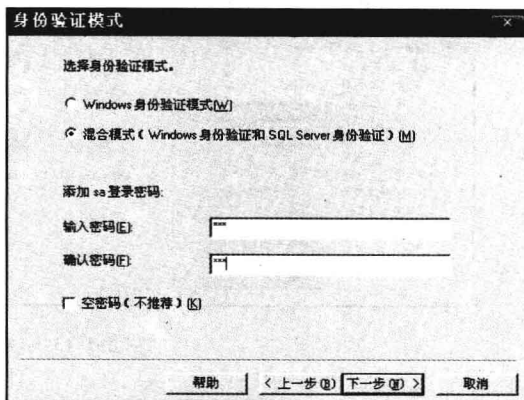 身份验证模式
选择身份验证模式。
Windows 身份验证模式(W)
混合模式(Windows 身份验证和 SQL Server 身份验证)(M)
添加 sa 登录密码:
输入密码(E):
***
确认密码(F):
***
空密码(不推荐)(K)
帮助 < 上一步(B) 下一步(N) > 取消